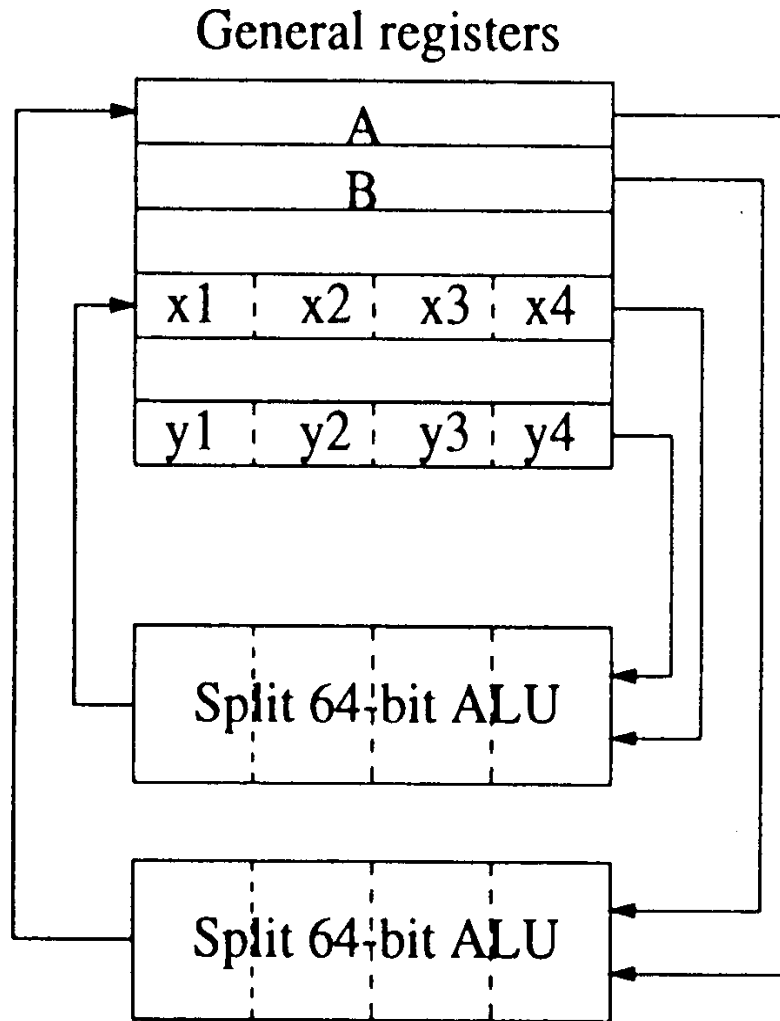 General registers
A
B
x1 x2 x3 x4
y1 y2 y3 y4
Split 64-bit ALU
Split 64-bit ALU